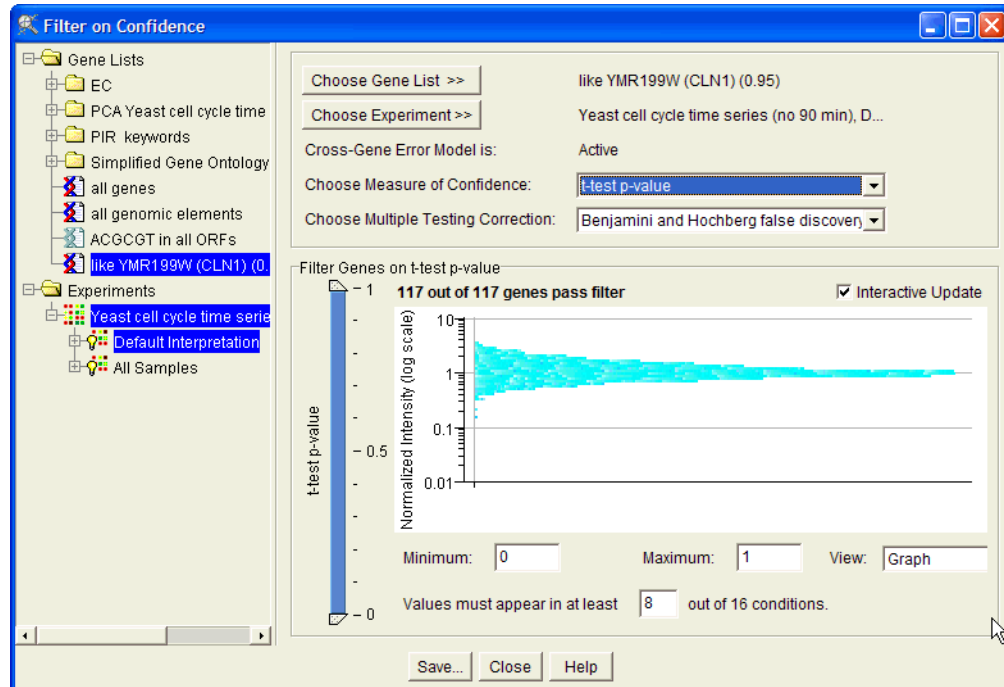 Filter on Confidence
Gene Lists
EC
PCA Yeast cell cycle time
PIR keywords
Simplified Gene Ontology
all genes
all genomic elements
ACGCGT in all ORFs
like YMR199W (CLN1) (0.
Experiments
Yeast cell cycle time serie
Default Interpretation
All Samples
Choose Gene List >>
like YMR199W (CLN1) (0.95)
Choose Experiment >>
Yeast cell cycle time series (no 90 min), D...
Cross-Gene Error Model is:
Active
Choose Measure of Confidence:
t-test p-value
Choose Multiple Testing Correction:
Benjamini and Hochberg false discovery
Filter Genes on t-test p-value
1
0.5
0
t-test p-value
117 out of 117 genes pass filter
Interactive Update
Normalized Intensity (log scale)
10
1
0.1
0.01
Minimum:
0
Maximum:
1
View:
Graph
Values must appear in at least 8 out of 16 conditions.
Save...
Close
Help